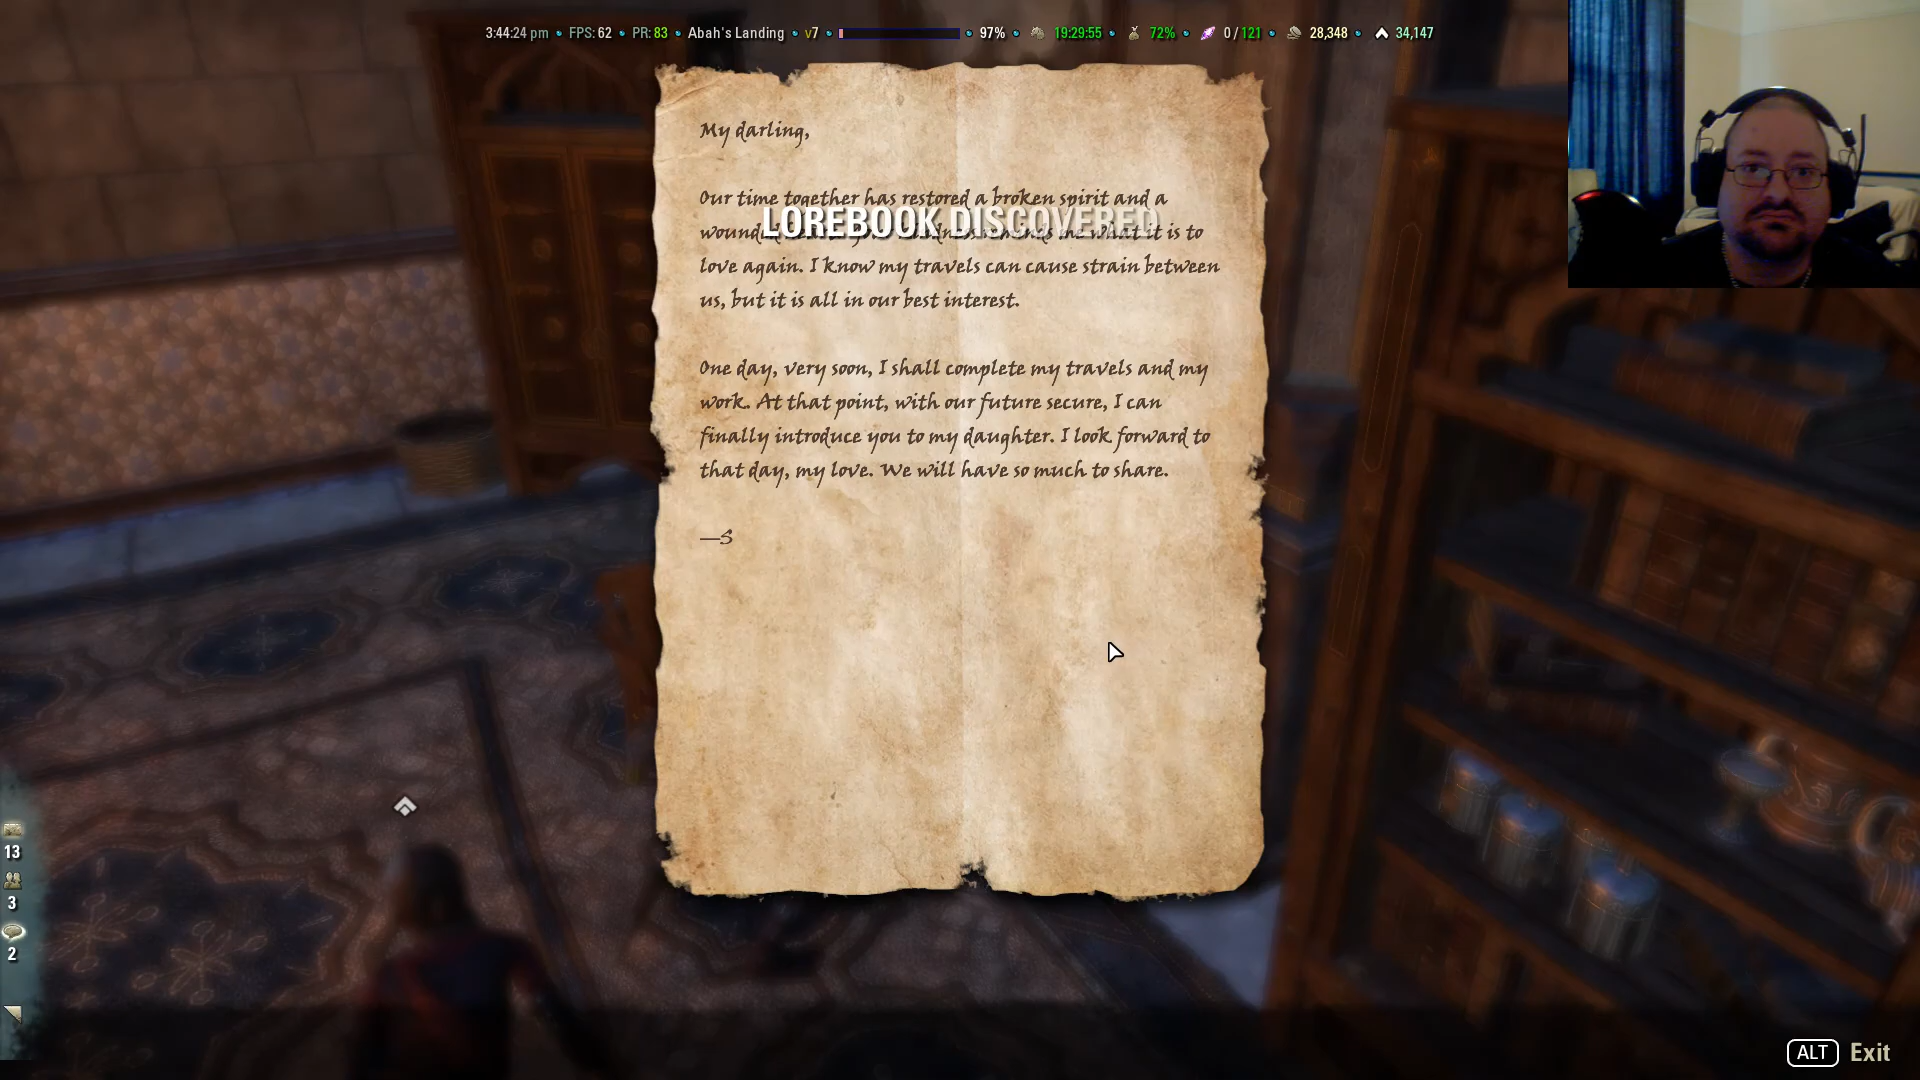 3:44:24 pm • FPS: 62 • PR: 83 • Abah's Landing • v7 • 97% • 19:29:55 • 72% • 0/121 • 28,348 • 34,147
My darling,
Our time together has restored a broken spirit and a
LOREBOOK DISCOVERED
me what it is to
love again. I know my travels can cause strain between
us, but it is all in our best interest.
One day, very soon, I shall complete my travels and my
work. At that point, with our future secure, I can
finally introduce you to my daughter. I look forward to
that day, my love. We will have so much to share.
—S
13
3
2
ALT Exit